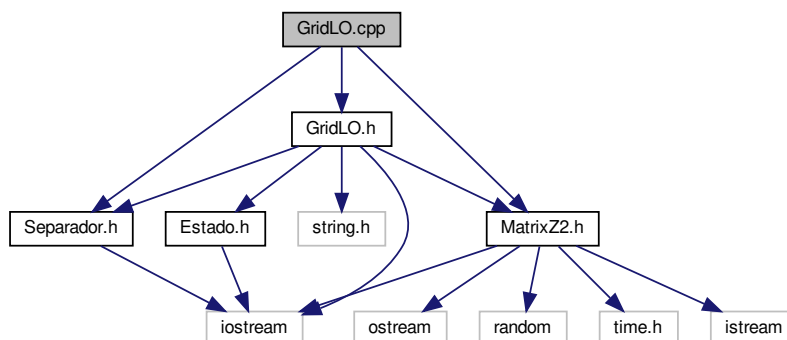 GridLO.cpp
GridLO.h
Separador.h
Estado.h
string.h
MatrixZ2.h
iostream
ostream
random
time.h
istream